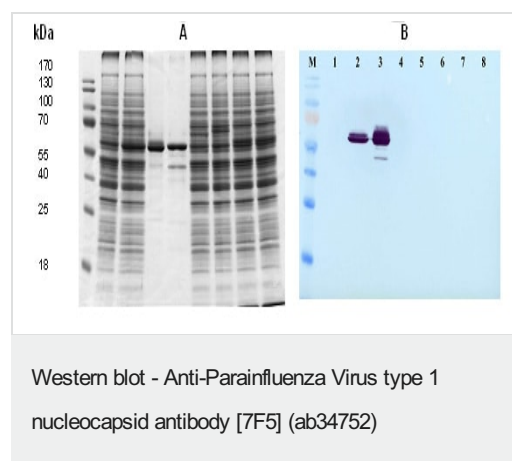 kDa A B
170
130
100
70
55
40
25
18
M 1 2 3 4 5 6 7 8
Western blot - Anti-Parainfluenza Virus type 1
nucleocapsid antibody [7F5] (ab34752)